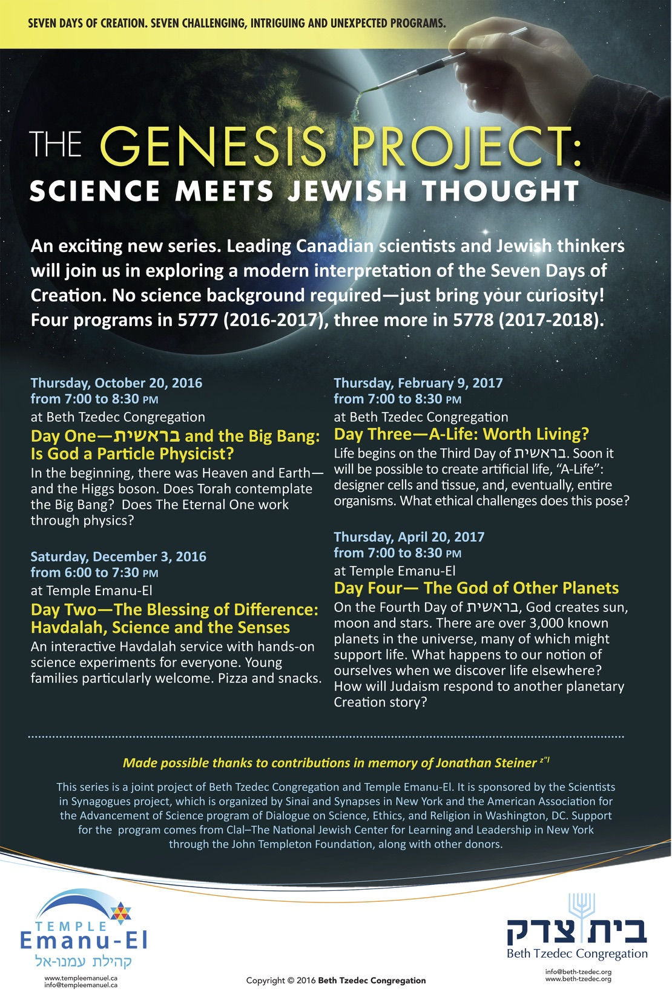 SEVEN DAYS OF CREATION. SEVEN CHALLENGING, INTRIGUING AND UNEXPECTED PROGRAMS.
THE GENESIS PROJECT:
SCIENCE MEETS JEWISH THOUGHT
An exciting new series. Leading Canadian scientists and Jewish thinkers
will join us in exploring a modern interpretation of the Seven Days of
Creation. No science background required—just bring your curiosity!
Four programs in 5777 (2016-2017), three more in 5778 (2017-2018).
Thursday, October 20, 2016
from 7:00 to 8:30 PM
at Beth Tzedec Congregation
Day One—בראשית and the Big Bang:
Is God a Particle Physicist?
In the beginning, there was Heaven and Earth—
and the Higgs boson. Does Torah contemplate
the Big Bang?  Does The Eternal One work
through physics?
Saturday, December 3, 2016
from 6:00 to 7:30 PM
at Temple Emanu-El
Day Two—The Blessing of Difference:
Havdalah, Science and the Senses
An interactive Havdalah service with hands-on
science experiments for everyone. Young
families particularly welcome. Pizza and snacks.
Thursday, February 9, 2017
from 7:00 to 8:30 PM
at Beth Tzedec Congregation
Day Three—A-Life: Worth Living?
Life begins on the Third Day of בראשית. Soon it
will be possible to create artificial life, “A-Life”:
designer cells and tissue, and, eventually, entire
organisms. What ethical challenges does this pose?
Thursday, April 20, 2017
from 7:00 to 8:30 PM
at Temple Emanu-El
Day Four— The God of Other Planets
On the Fourth Day of בראשית, God creates sun,
moon and stars. There are over 3,000 known
planets in the universe, many of which might
support life. What happens to our notion of
ourselves when we discover life elsewhere?
How will Judaism respond to another planetary
Creation story?
Made possible thanks to contributions in memory of Jonathan Steiner z"l
This series is a joint project of Beth Tzedec Congregation and Temple Emanu-El. It is sponsored by the Scientists
in Synagogues project, which is organized by Sinai and Synapses in New York and the American Association for
the Advancement of Science program of Dialogue on Science, Ethics, and Religion in Washington, DC. Support
for the  program comes from Clal–The National Jewish Center for Learning and Leadership in New York
through the John Templeton Foundation, along with other donors.
TEMPLE
Emanu-El
קהילת עמנו-אל
www.templeemanuel.ca
info@templeemanuel.ca
Copyright © 2016 Beth Tzedec Congregation
בית צדק
Beth Tzedec Congregation
info@beth-tzedec.org
www.beth-tzedec.org